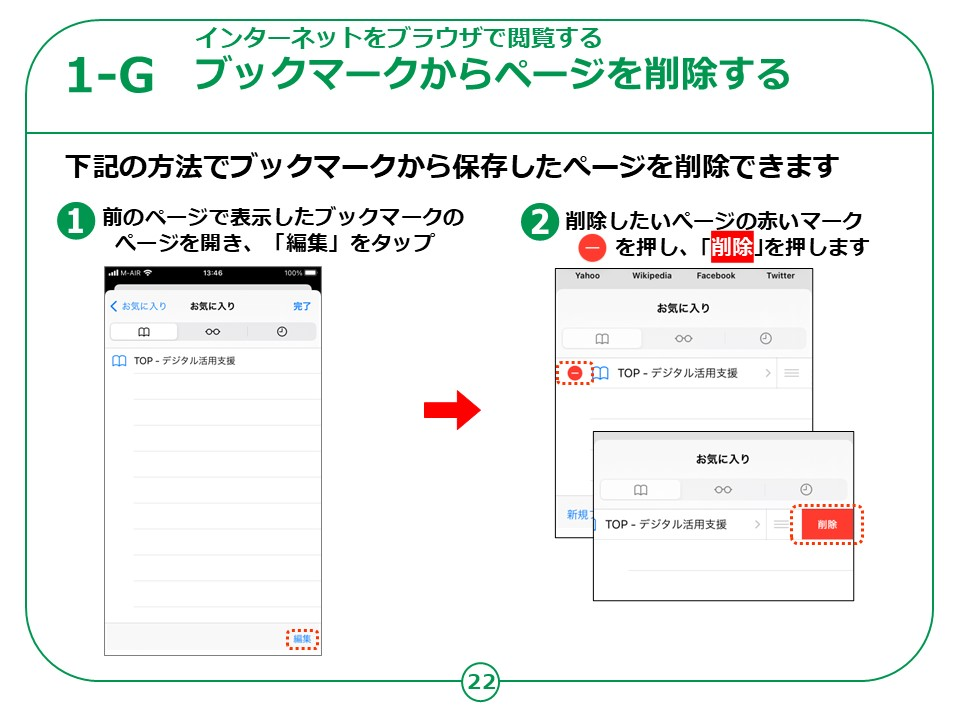 インターネットをブラウザで閲覧する
1-G ブックマークからページを削除する
下記の方法でブックマークから保存したページを削除できます
1 前のページで表示したブックマークの
ページを開き、「編集」をタップ
M-AIR 13:46 100%
お気に入り お気に入り 完了
TOP - デジタル活用支援
編集
2 削除したいページの赤いマーク
を押し、「削除」を押します
Yahoo Wikipedia Facebook Twitter
お気に入り
TOP - デジタル活用支援
新規
お気に入り
TOP - デジタル活用支援 削除
22